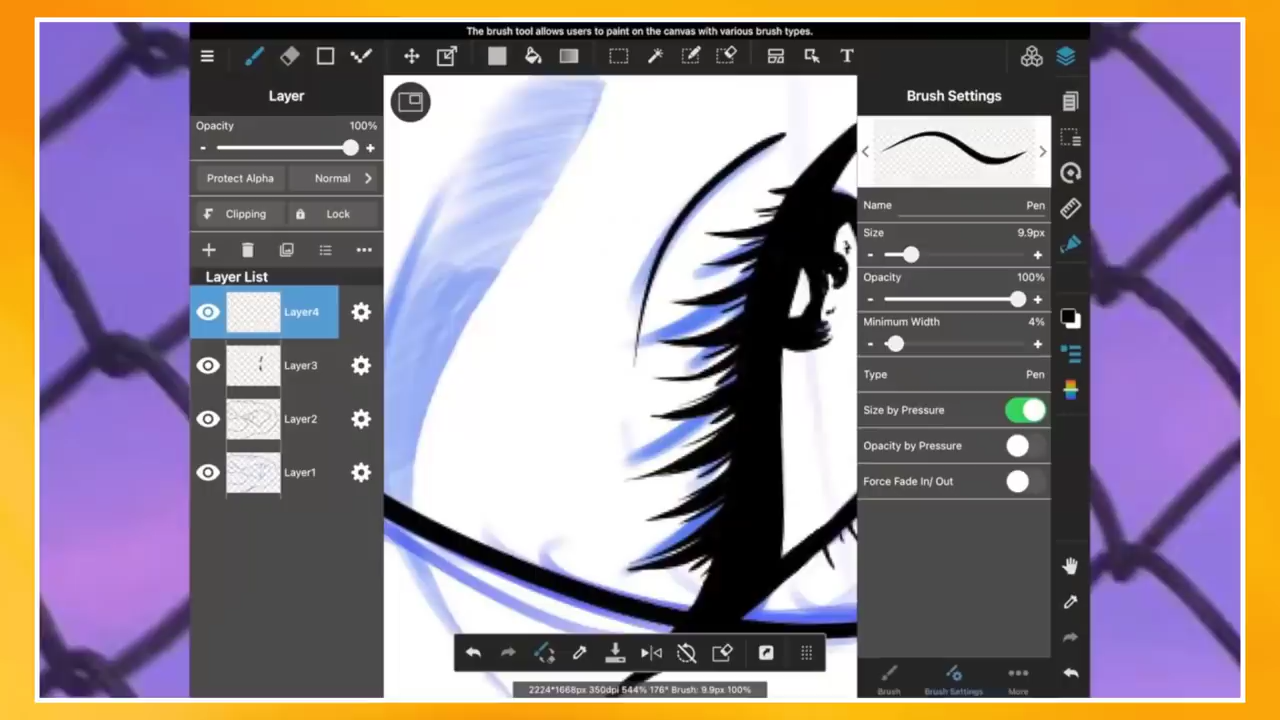 The brush tool allows users to paint on the canvas with various brush types.
T
Layer
Opacity 100%
- +
Protect Alpha Normal >
Clipping Lock
Layer List
Layer4
Layer3
Layer2
Layer1
Brush Settings
< >
Name Pen
Size 9.9px
- +
Opacity 100%
- +
Minimum Width 4%
- +
Type Pen
Size by Pressure
Opacity by Pressure
Force Fade In/ Out
Brush Brush Settings More
2224*1668px 350dpi 544% 176° Brush: 9.9px 100%